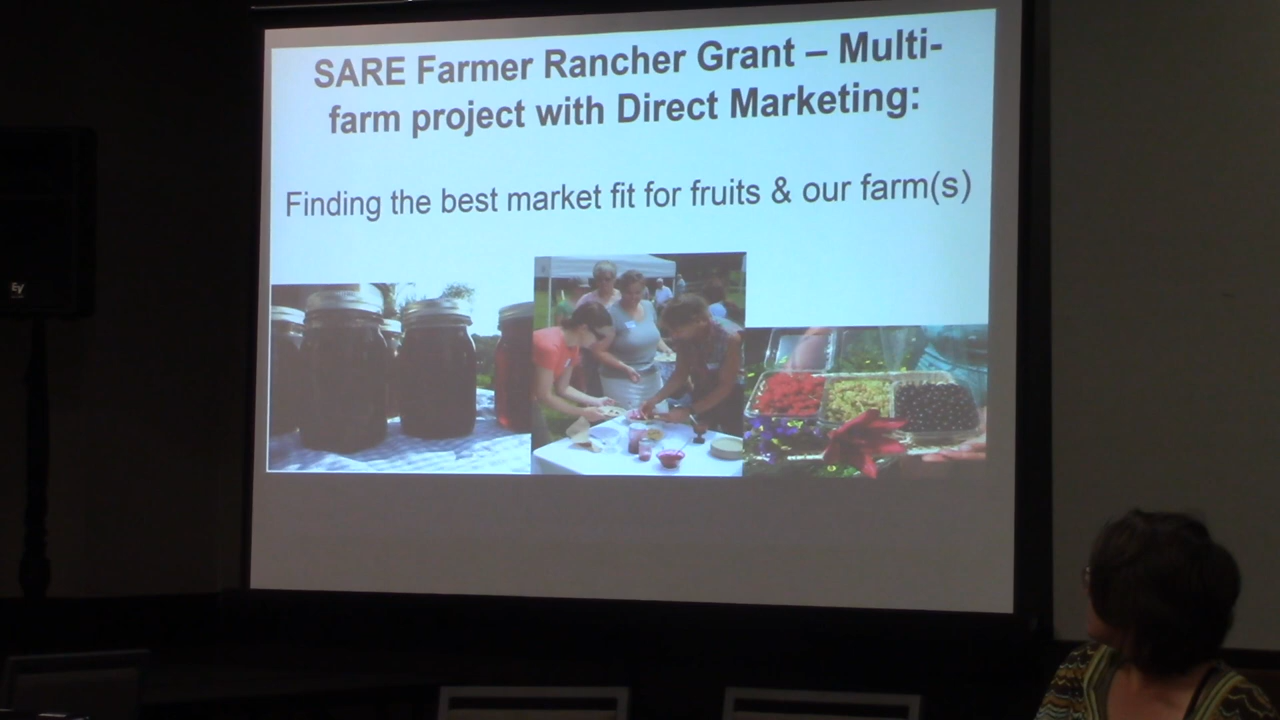 SARE Farmer Rancher Grant – Multi-
farm project with Direct Marketing:
Finding the best market fit for fruits & our farm(s)
EV